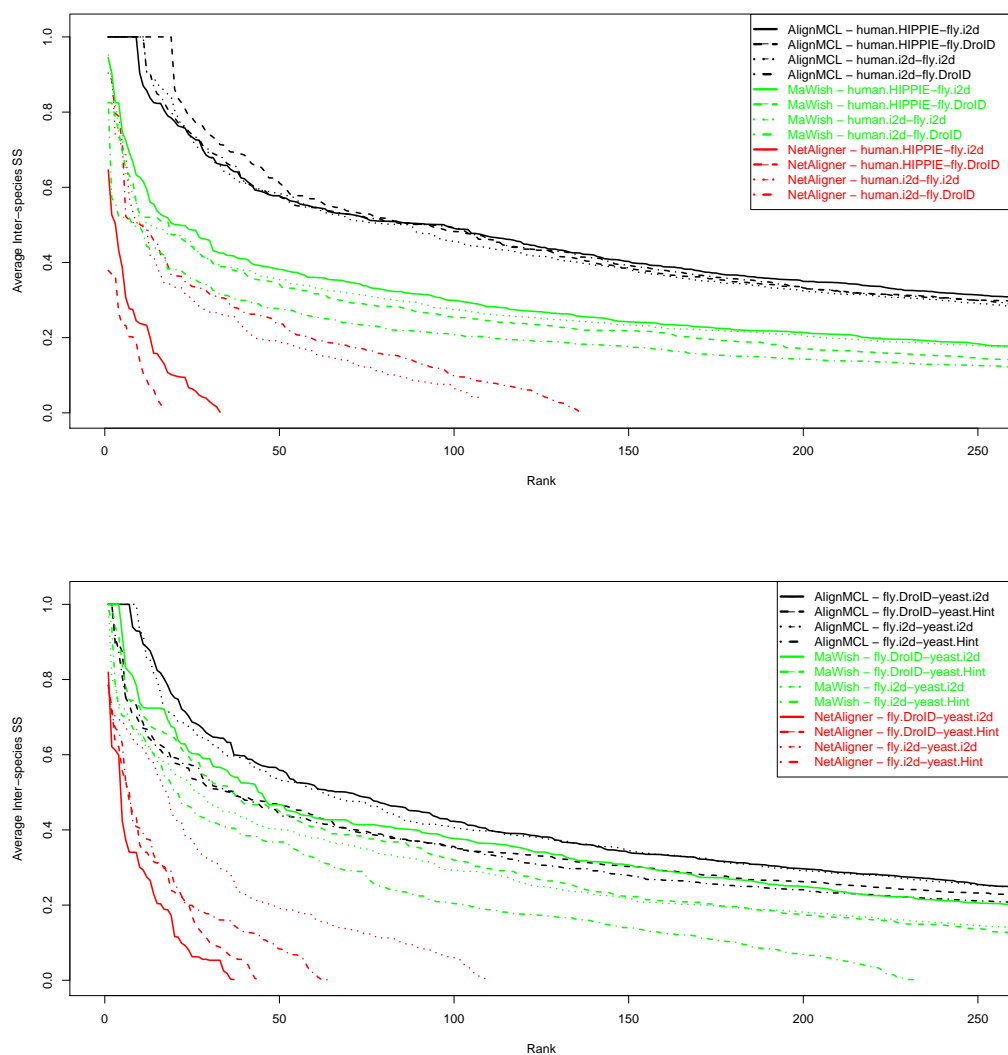 AlignMCL − human.HIPPIE−fly.i2d
AlignMCL − human.HIPPIE−fly.DroID
AlignMCL − human.i2d−fly.i2d
AlignMCL − human.i2d−fly.DroID
MaWish − human.HIPPIE−fly.i2d
MaWish − human.HIPPIE−fly.DroID
MaWish − human.i2d−fly.i2d
MaWish − human.i2d−fly.DroID
NetAligner − human.HIPPIE−fly.i2d
NetAligner − human.HIPPIE−fly.DroID
NetAligner − human.i2d−fly.i2d
NetAligner − human.i2d−fly.DroID
Average Inter−species SS
1.0
0.8
0.6
0.4
0.2
0.0
0 50 100 150 200 250
Rank
AlignMCL − fly.DroID−yeast.i2d
AlignMCL − fly.DroID−yeast.Hint
AlignMCL − fly.i2d−yeast.i2d
AlignMCL − fly.i2d−yeast.Hint
MaWish − fly.DroID−yeast.i2d
MaWish − fly.DroID−yeast.Hint
MaWish − fly.i2d−yeast.i2d
MaWish − fly.i2d−yeast.Hint
NetAligner − fly.DroID−yeast.i2d
NetAligner − fly.DroID−yeast.Hint
NetAligner − fly.i2d−yeast.i2d
NetAligner − fly.i2d−yeast.Hint
Average Inter−species SS
1.0
0.8
0.6
0.4
0.2
0.0
0 50 100 150 200 250
Rank